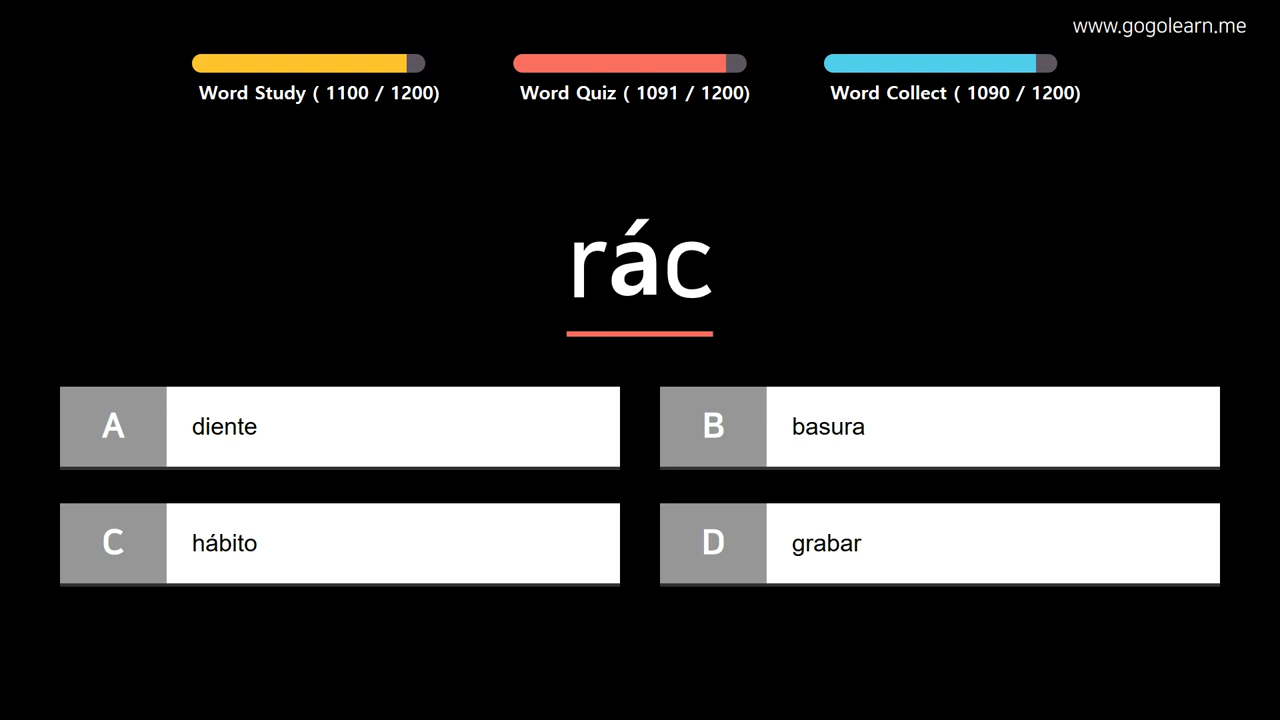 www.gogolearn.me
Word Study ( 1100 / 1200)
Word Quiz ( 1091 / 1200)
Word Collect ( 1090 / 1200)
rác
A diente
B basura
C hábito
D grabar